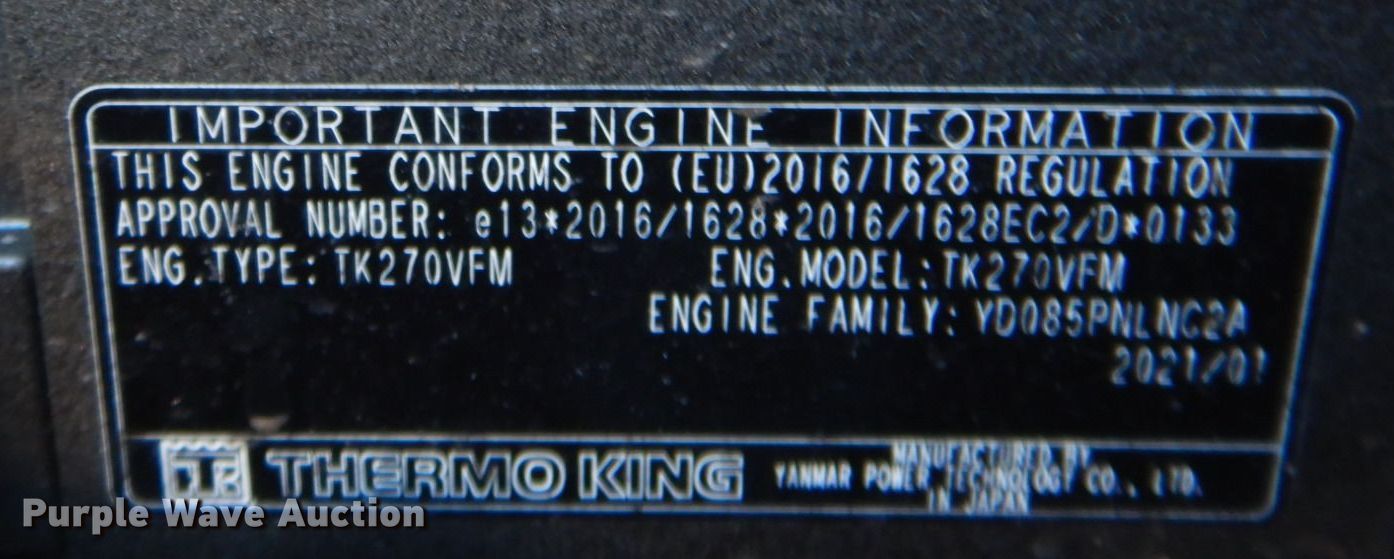 IMPORTANT ENGINE INFORMATION
THIS ENGINE CONFORMS TO (EU)2016/1628 REGULATION
APPROVAL NUMBER: e13*2016/1628*2016/1628EC2/D*0133
ENG.TYPE:TK270VFM ENG.MODEL:TK270VFM
ENGINE FAMILY:YD085PNLNC2A
2021/01
TK THERMO KING
MANUFACTURED BY
YANMAR POWER TECHNOLOGY CO., LTD.
IN JAPAN
Purple Wave Auction